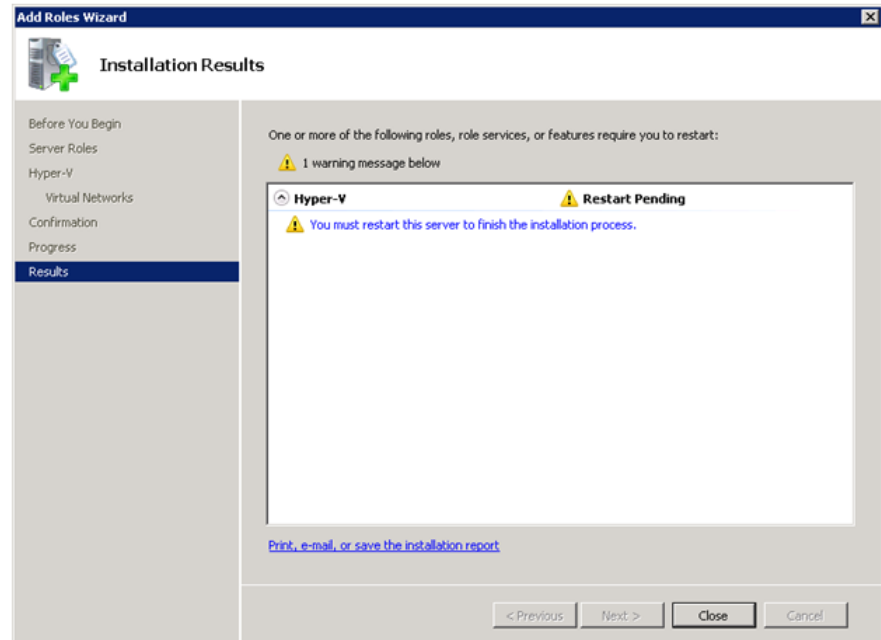 Add Roles Wizard
Installation Results
Before You Begin
Server Roles
Hyper-V
Virtual Networks
Confirmation
Progress
Results
One or more of the following roles, role services, or features require you to restart:
1 warning message below
Hyper-V Restart Pending
You must restart this server to finish the installation process.
Print, e-mail, or save the installation report
< Previous Next > Close Cancel